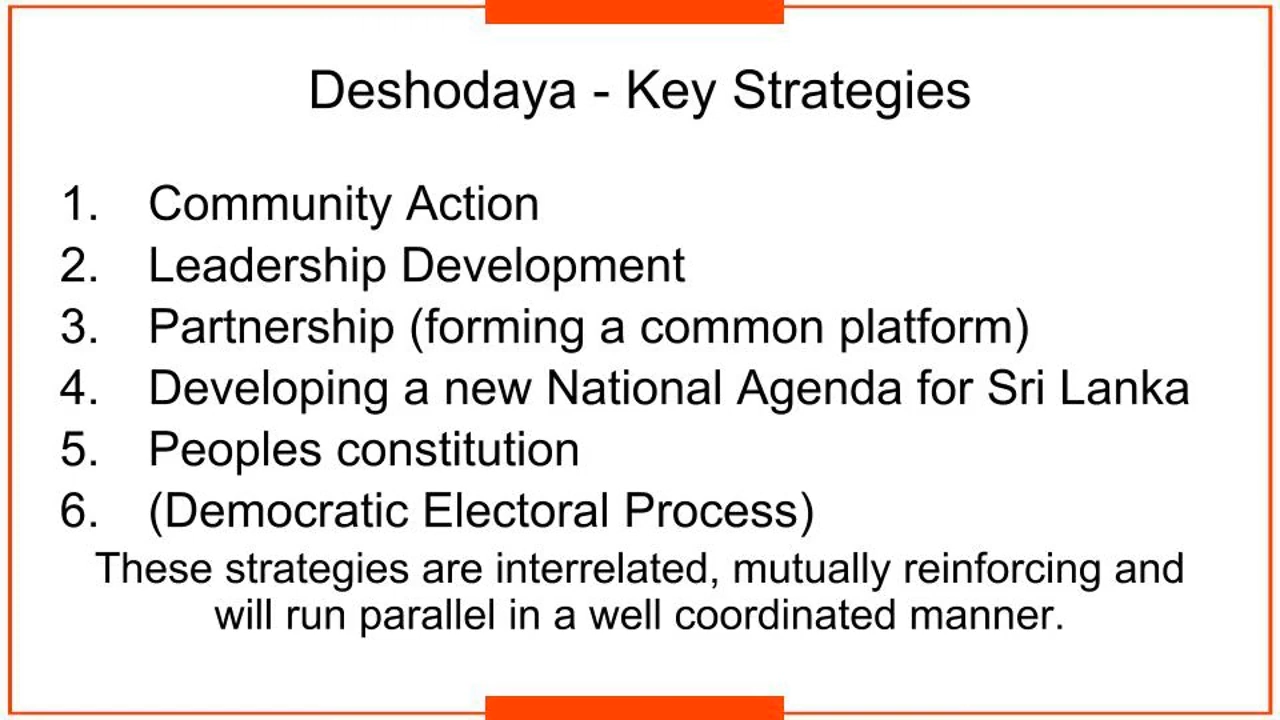 Deshodaya - Key Strategies
1. Community Action
2. Leadership Development
3. Partnership (forming a common platform)
4. Developing a new National Agenda for Sri Lanka
5. Peoples constitution
6. (Democratic Electoral Process)
These strategies are interrelated, mutually reinforcing and
will run parallel in a well coordinated manner.